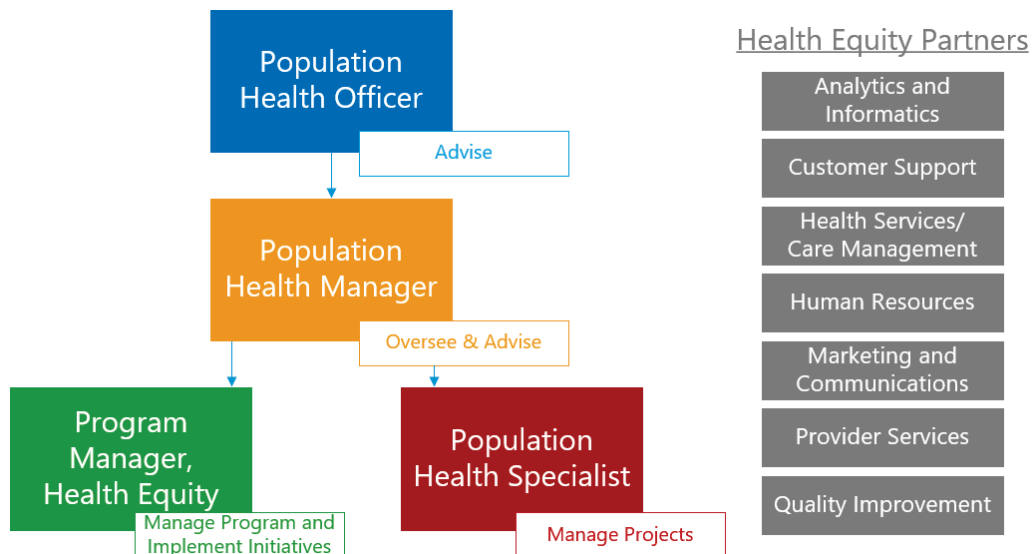 Population
Health Officer
Advise
Population
Health Manager
Oversee & Advise
Program
Manager,
Health Equity
Manage Program and
Implement Initiatives
Population
Health Specialist
Manage Projects
Health Equity Partners
Analytics and
Informatics
Customer Support
Health Services/
Care Management
Human Resources
Marketing and
Communications
Provider Services
Quality Improvement